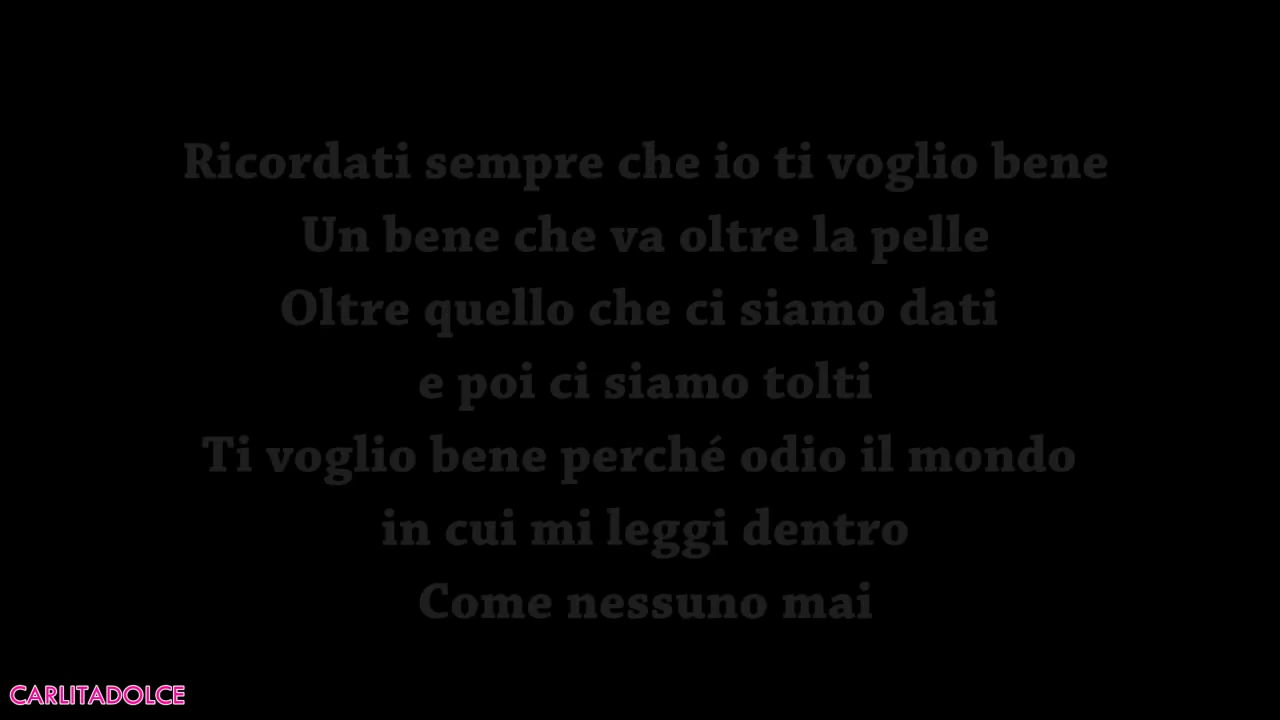 Ricordati sempre che io ti voglio bene
Un bene che va oltre la pelle
Oltre quello che ci siamo dati
e poi ci siamo tolti
Ti voglio bene perché odio il mondo
in cui mi leggi dentro
Come nessuno mai
CARLITADOLCE